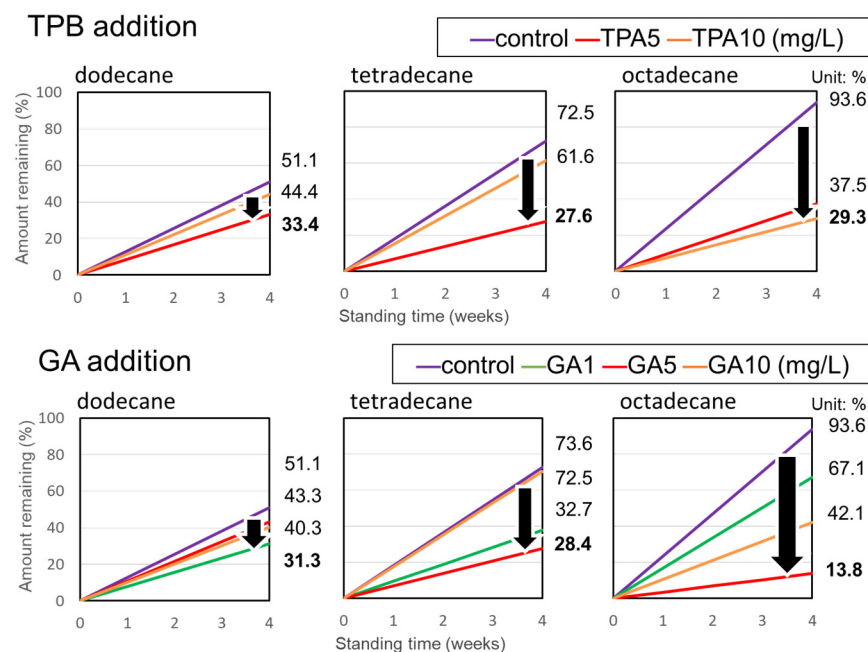 TPB addition
control TPA5 TPA10 (mg/L)
dodecane
tetradecane
octadecane
Unit: %
Amount remaining (%)
100
80
60
40
20
0
51.1
44.4
33.4
72.5
61.6
27.6
93.6
37.5
29.3
0 1 2 3 4
0 1 2 3 4
0 1 2 3 4
Standing time (weeks)
GA addition
control GA1 GA5 GA10 (mg/L)
dodecane
tetradecane
octadecane
Unit: %
Amount remaining (%)
100
80
60
40
20
0
51.1
43.3
40.3
31.3
73.6
72.5
32.7
28.4
93.6
67.1
42.1
13.8
0 1 2 3 4
0 1 2 3 4
0 1 2 3 4
Standing time (weeks)